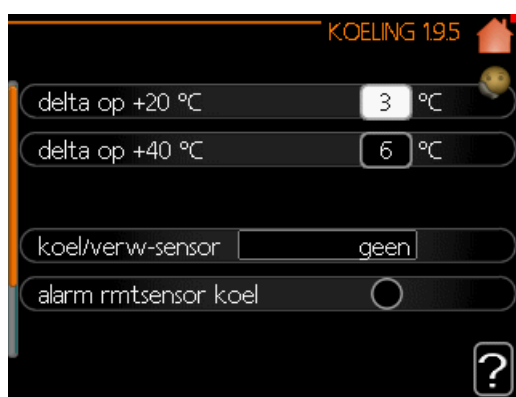 KOELING 1.9.5
delta op +20 °C 3 °C
delta op +40 °C 6 °C
koel/verw-sensor geen
alarm rmtsensor koel
?